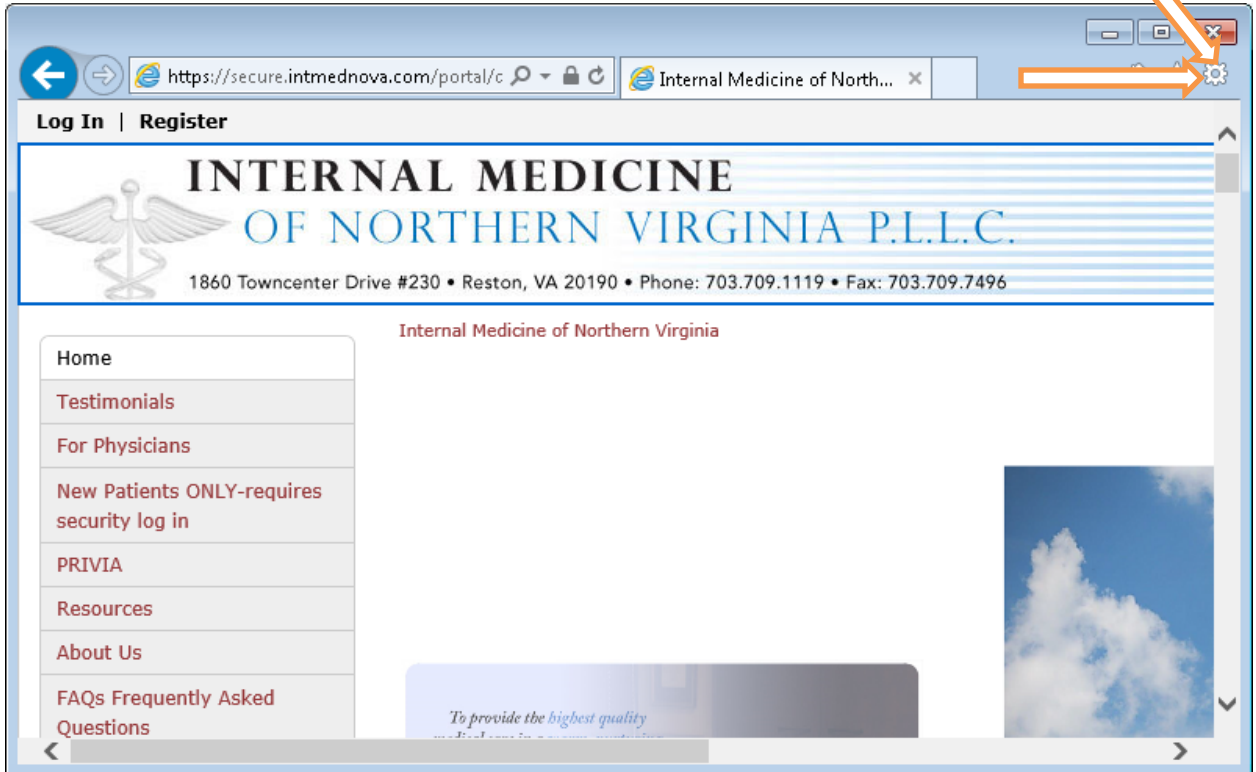 https://secure.intmednova.com/portal/c
Internal Medicine of North...
Log In | Register
INTERNAL MEDICINE
OF NORTHERN VIRGINIA P.L.L.C.
1860 Towncenter Drive #230 • Reston, VA 20190 • Phone: 703.709.1119 • Fax: 703.709.7496
Internal Medicine of Northern Virginia
Home
Testimonials
For Physicians
New Patients ONLY-requires
security log in
PRIVIA
Resources
About Us
FAQs Frequently Asked
Questions
To provide the highest quality